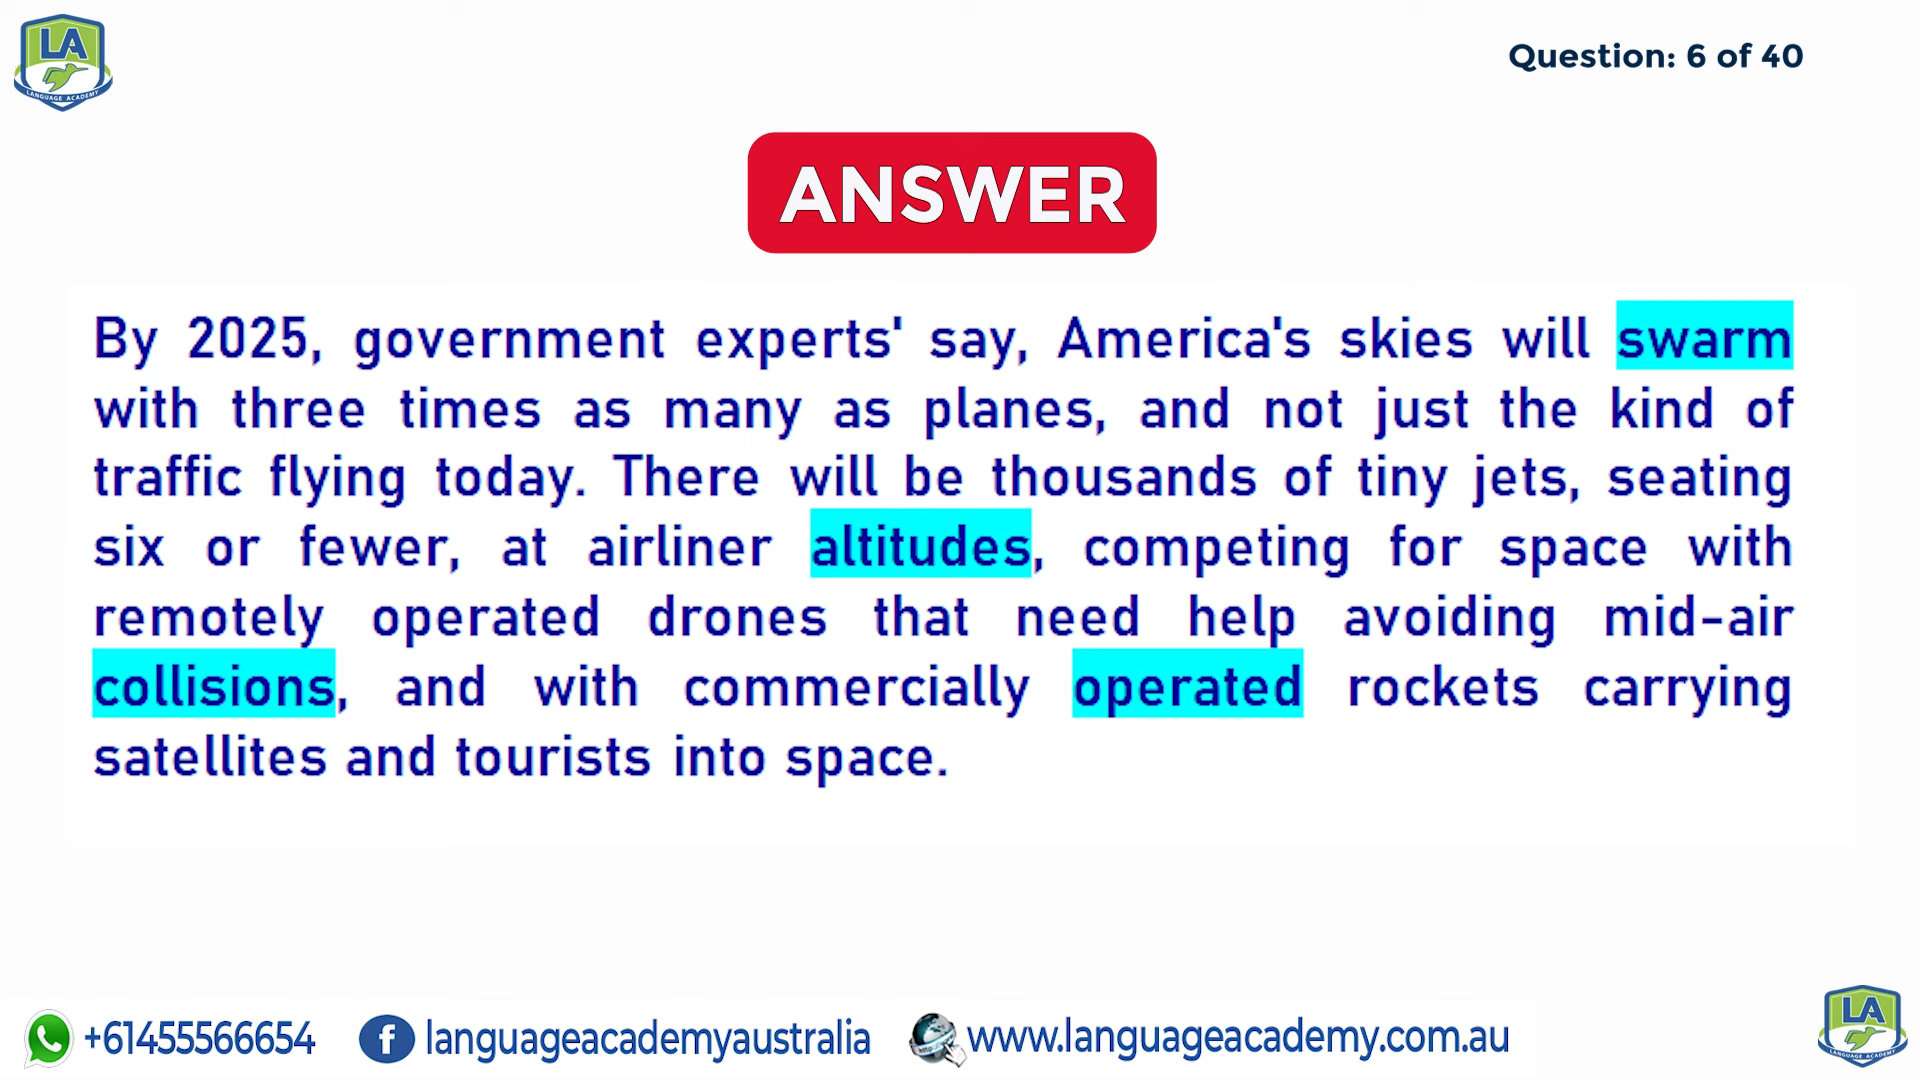 LA
LANGUAGE ACADEMY
Question: 6 of 40
ANSWER
By 2025, government experts' say, America's skies will swarm
with three times as many as planes, and not just the kind of
traffic flying today. There will be thousands of tiny jets, seating
six or fewer, at airliner altitudes, competing for space with
remotely operated drones that need help avoiding mid-air
collisions, and with commercially operated rockets carrying
satellites and tourists into space.
+61455566654
languageacademyaustralia
www.languageacademy.com.au
LA
LANGUAGE ACADEMY